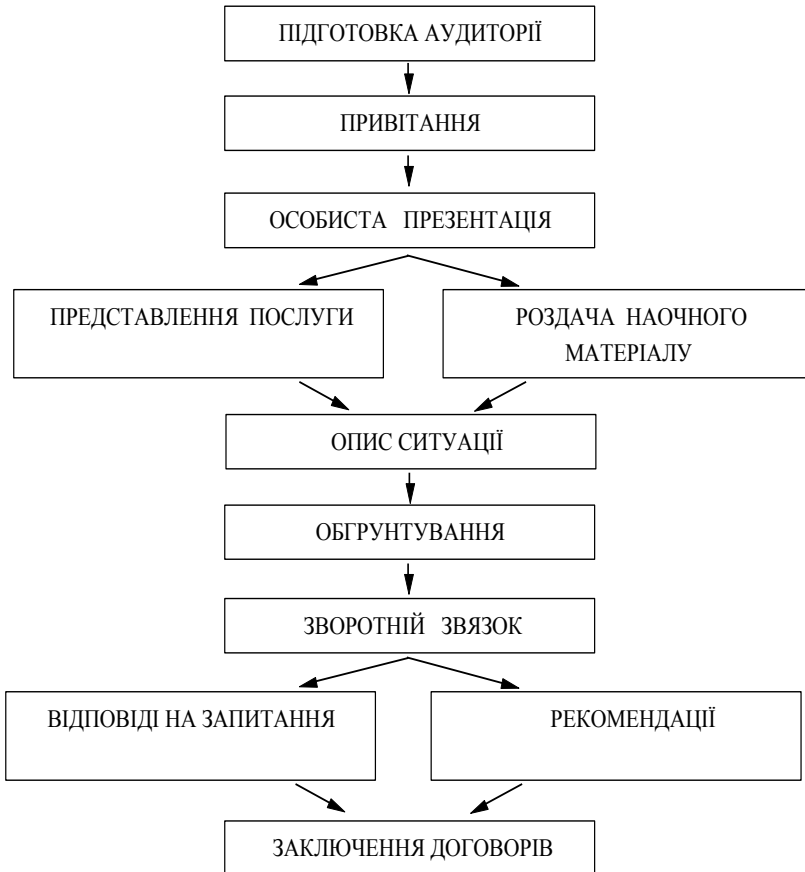 ПІДГОТОВКА АУДИТОРІЇ
ПРИВІТАННЯ
ОСОБИСТА ПРЕЗЕНТАЦІЯ
ПРЕДСТАВЛЕННЯ ПОСЛУГИ
РОЗДАЧА НАОЧНОГО
МАТЕРІАЛУ
ОПИС СИТУАЦІЇ
ОБГРУНТУВАННЯ
ЗВОРОТНІЙ ЗВЯЗОК
ВІДПОВІДІ НА ЗАПИТАННЯ
РЕКОМЕНДАЦІЇ
ЗАКЛЮЧЕННЯ ДОГОВОРІВ